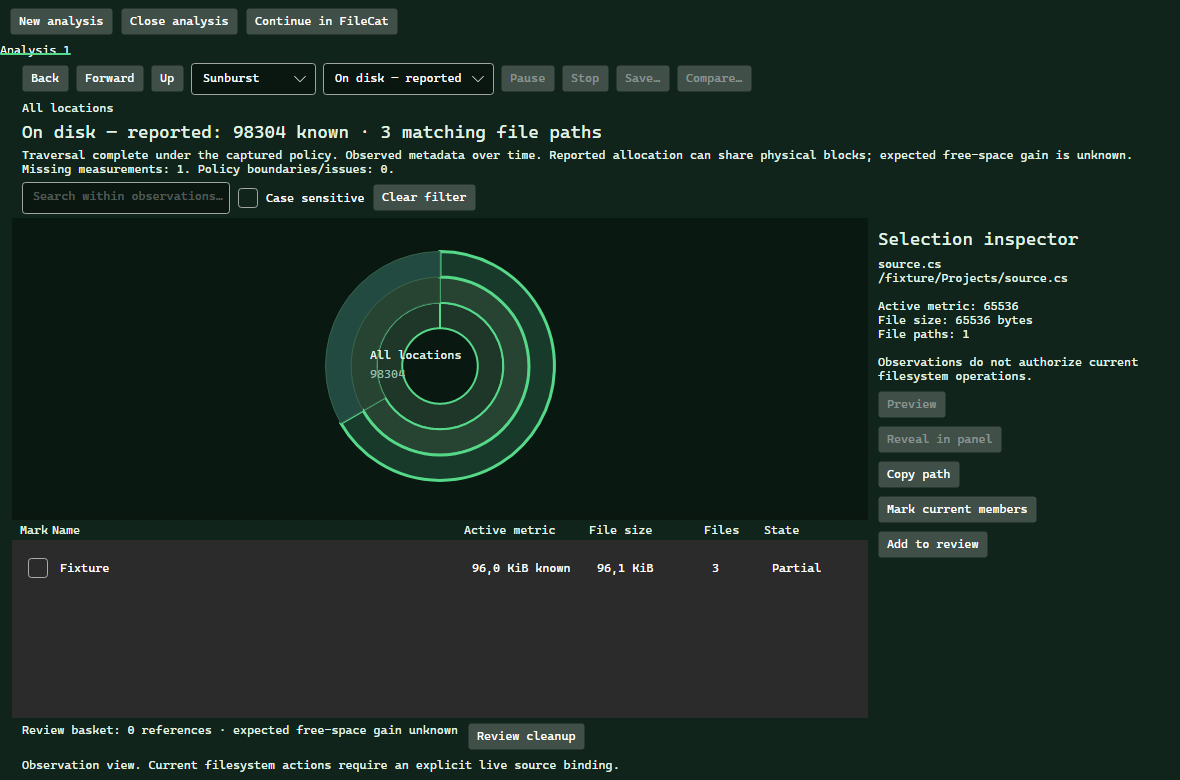 New analysis Close analysis Continue in FileCat
Analysis 1
Back Forward Up Sunburst On disk — reported Pause Stop Save… Compare…
All locations
On disk — reported: 98304 known · 3 matching file paths
Traversal complete under the captured policy. Observed metadata over time. Reported allocation can share physical blocks; expected free-space gain is unknown.
Missing measurements: 1. Policy boundaries/issues: 0.
Search within observations… Case sensitive Clear filter
All locations
98304
Selection inspector
source.cs
/fixture/Projects/source.cs
Active metric: 65536
File size: 65536 bytes
File paths: 1
Observations do not authorize current
filesystem operations.
Preview
Reveal in panel
Copy path
Mark current members
Add to review
Mark Name Active metric File size Files State
Fixture 96,0 KiB known 96,1 KiB 3 Partial
Review basket: 0 references · expected free-space gain unknown Review cleanup
Observation view. Current filesystem actions require an explicit live source binding.